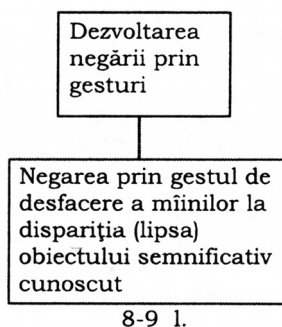 Dezvoltarea
negării prin
gesturi
Negarea prin gestul de
desfacere a mîinilor la
dispariţia (lipsa)
obiectului semnificativ
cunoscut
8-9 l.